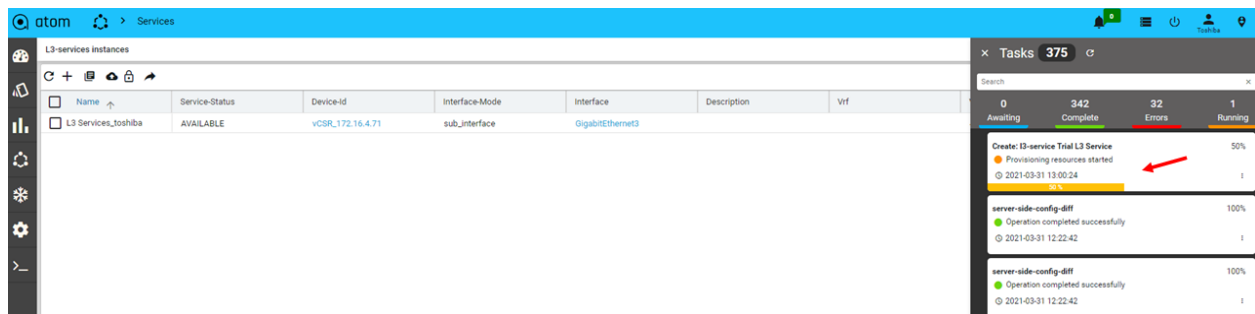 atom > Services 0 Toshiba
L3-services instances
Name Service-Status Device-Id Interface-Mode Interface Description Vrf
L3 Services_toshiba AVAILABLE vCSR_172.16.4.71 sub_interface GigabitEthernet3
× Tasks 375
Search ×
0 342 32 1
Awaiting Complete Errors Running
Create: l3-service Trial L3 Service 50%
Provisioning resources started
2021-03-31 13:00:24
50 %
server-side-config-diff 100%
Operation completed successfully
2021-03-31 12:22:42
server-side-config-diff 100%
Operation completed successfully
2021-03-31 12:22:42